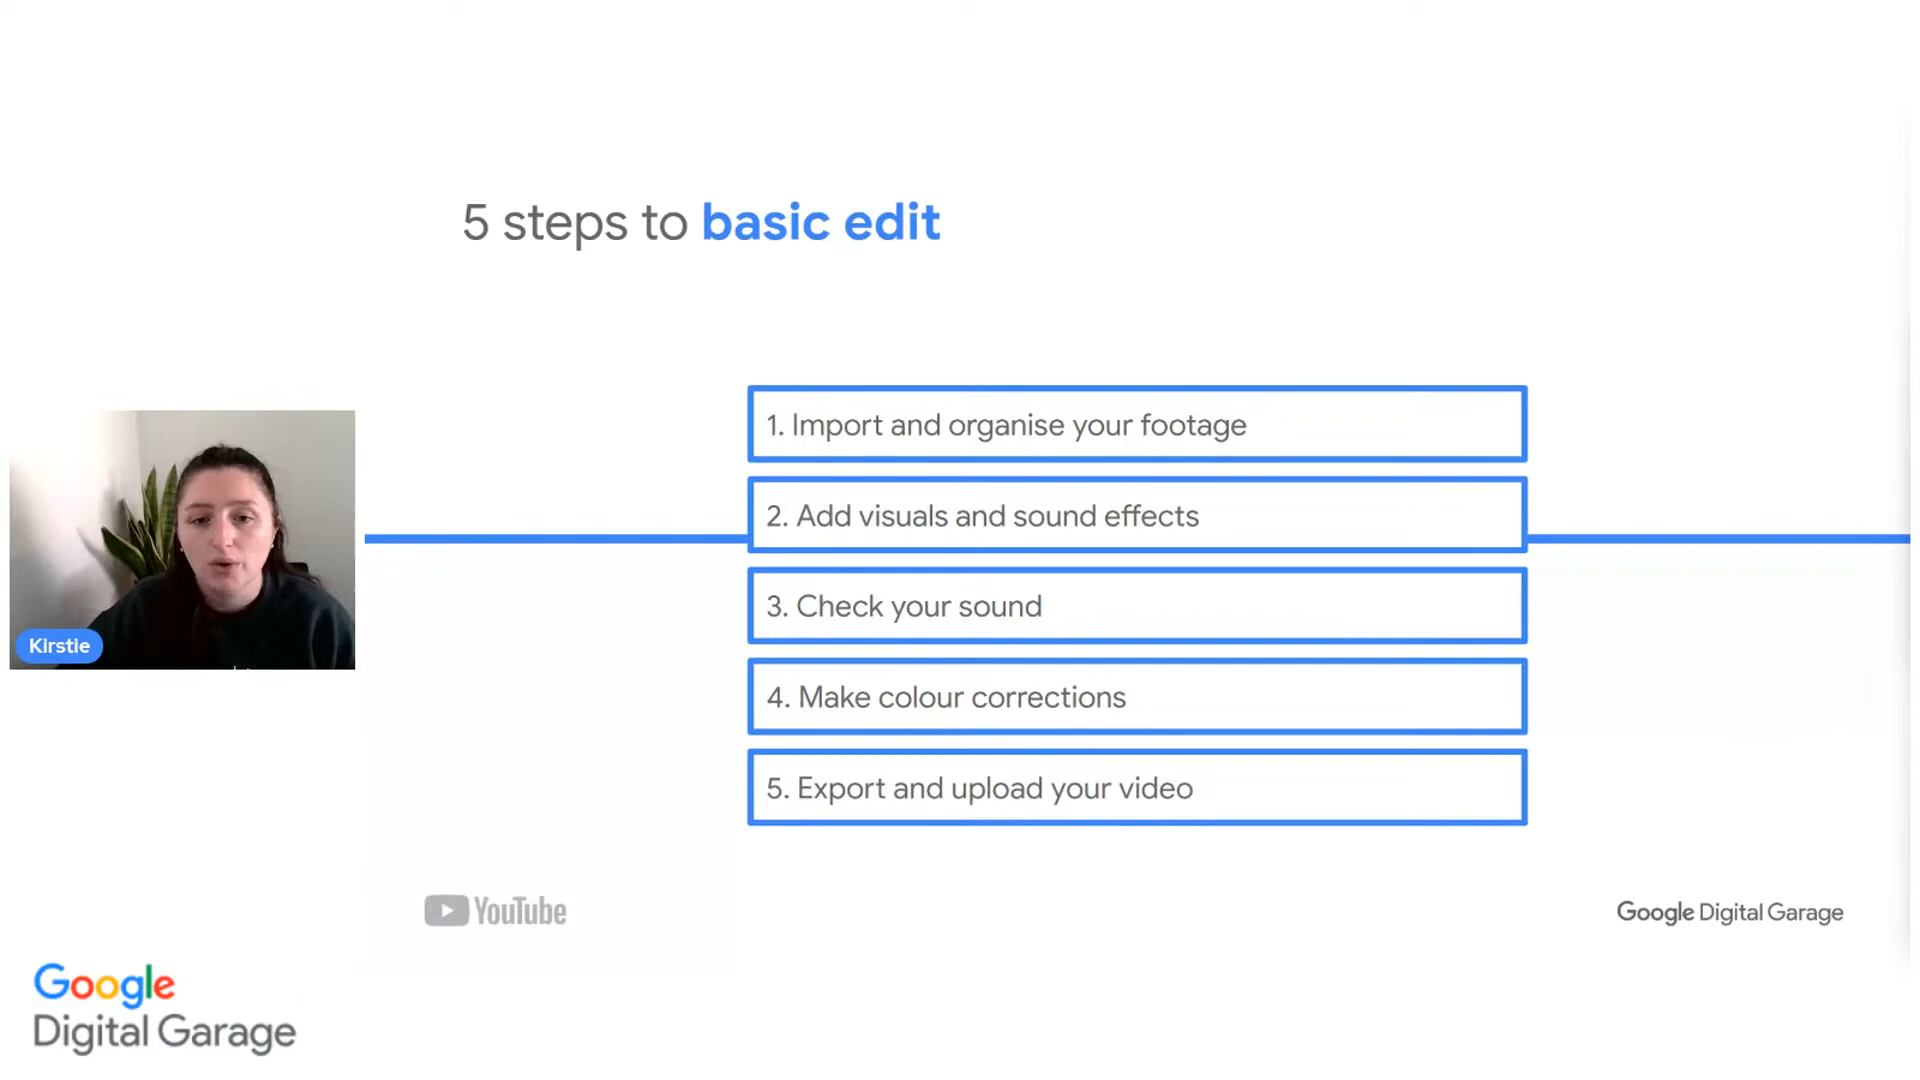 5 steps to basic edit
1. Import and organise your footage
2. Add visuals and sound effects
3. Check your sound
4. Make colour corrections
5. Export and upload your video
Kirstie
YouTube
Google Digital Garage
Google
Digital Garage